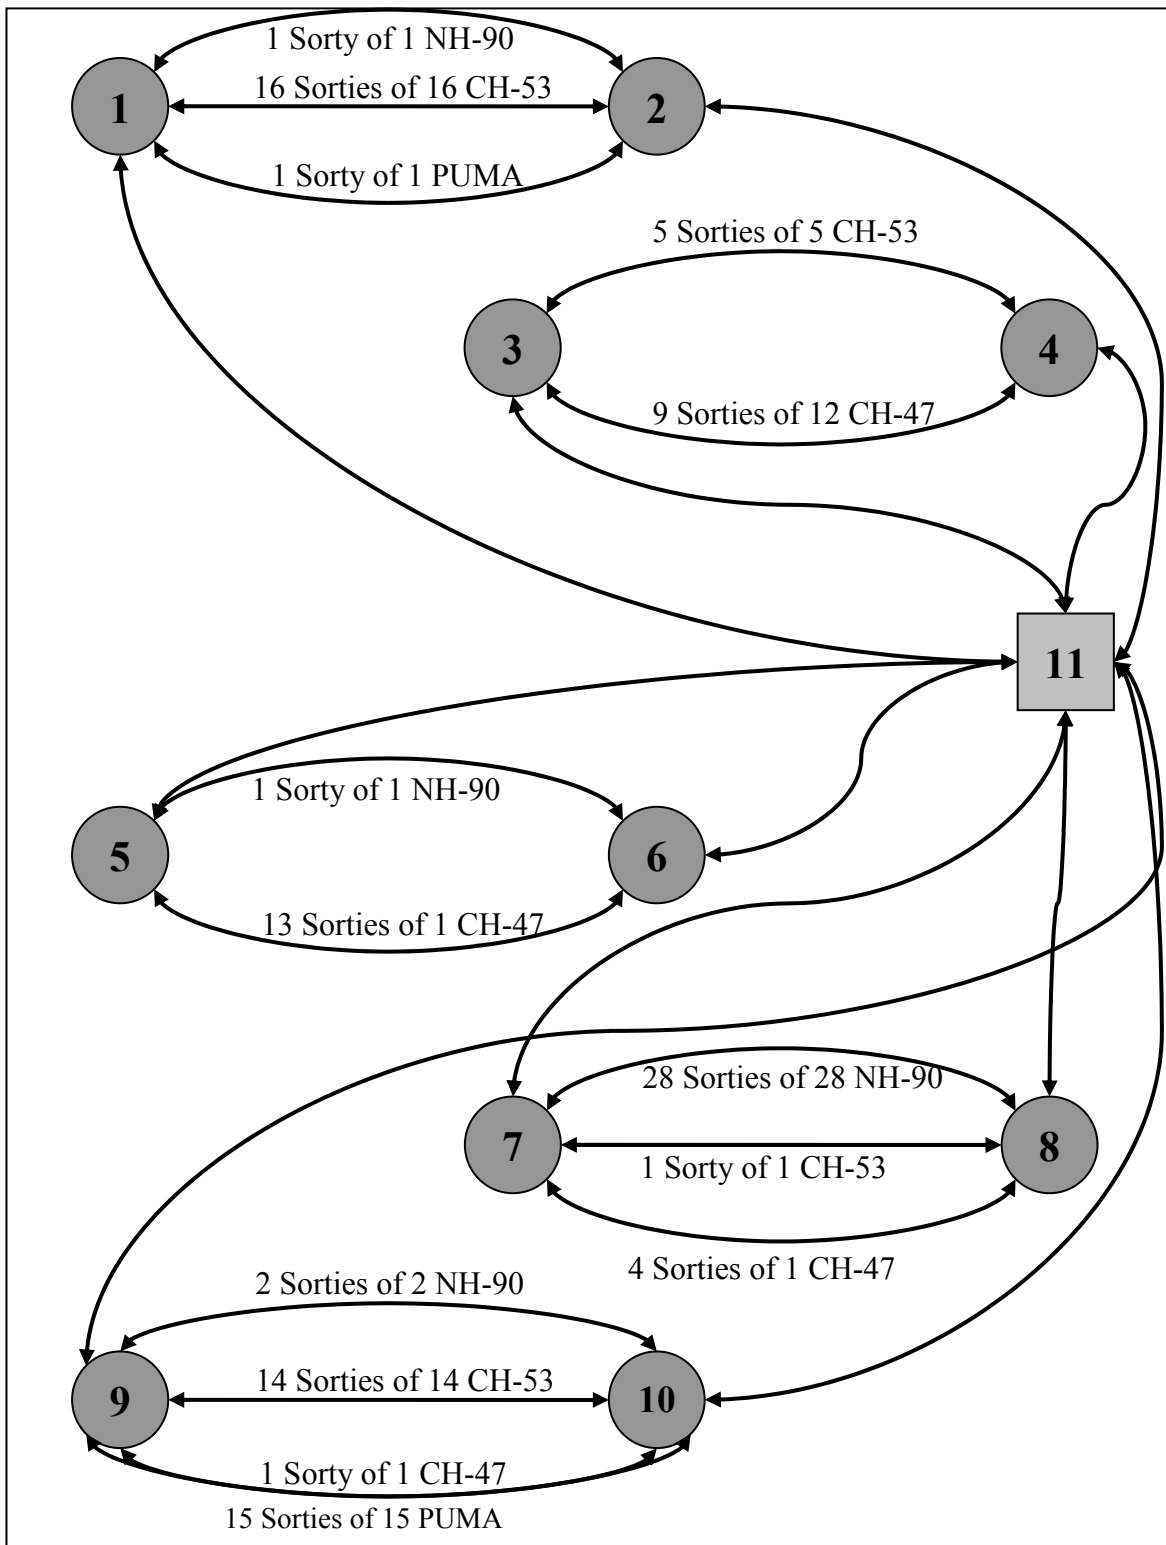 1 Sorty of 1 NH-90
16 Sorties of 16 CH-53
1
2
1 Sorty of 1 PUMA
5 Sorties of 5 CH-53
3
4
9 Sorties of 12 CH-47
11
1 Sorty of 1 NH-90
5
6
13 Sorties of 1 CH-47
28 Sorties of 28 NH-90
7
8
1 Sorty of 1 CH-53
4 Sorties of 1 CH-47
2 Sorties of 2 NH-90
14 Sorties of 14 CH-53
9
10
1 Sorty of 1 CH-47
15 Sorties of 15 PUMA